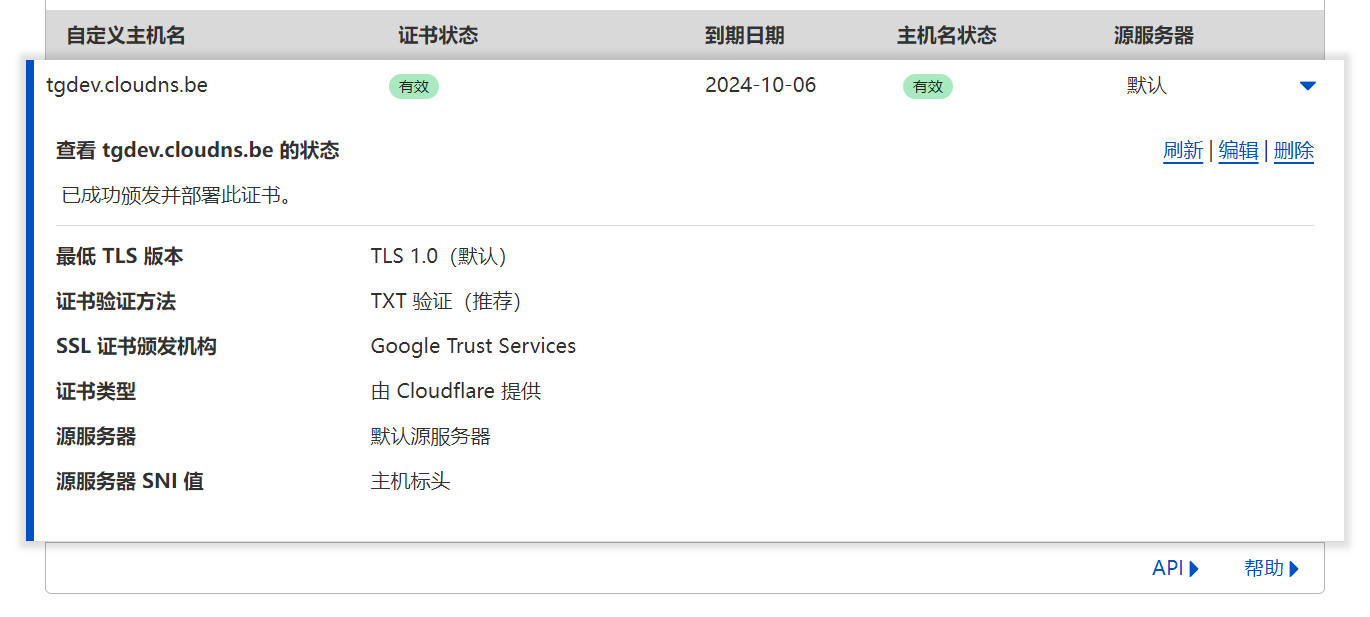 自定义主机名 证书状态 到期日期 主机名状态 源服务器
tgdev.cloudns.be 有效 2024-10-06 有效 默认
查看 tgdev.cloudns.be 的状态 刷新 | 编辑 | 删除
已成功颁发并部署此证书。
最低 TLS 版本 TLS 1.0（默认）
证书验证方法 TXT 验证（推荐）
SSL 证书颁发机构 Google Trust Services
证书类型 由 Cloudflare 提供
源服务器 默认源服务器
源服务器 SNI 值 主机标头
API 帮助